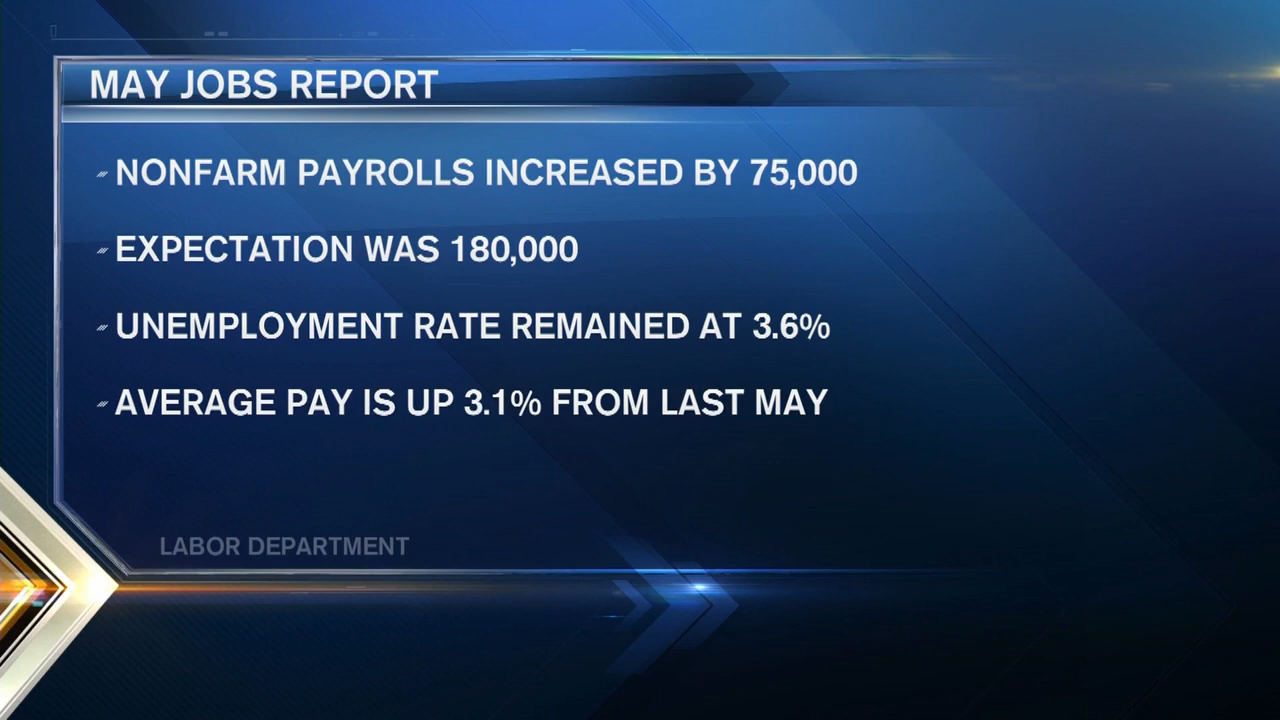 MAY JOBS REPORT
NONFARM PAYROLLS INCREASED BY 75,000
EXPECTATION WAS 180,000
UNEMPLOYMENT RATE REMAINED AT 3.6%
AVERAGE PAY IS UP 3.1% FROM LAST MAY
LABOR DEPARTMENT